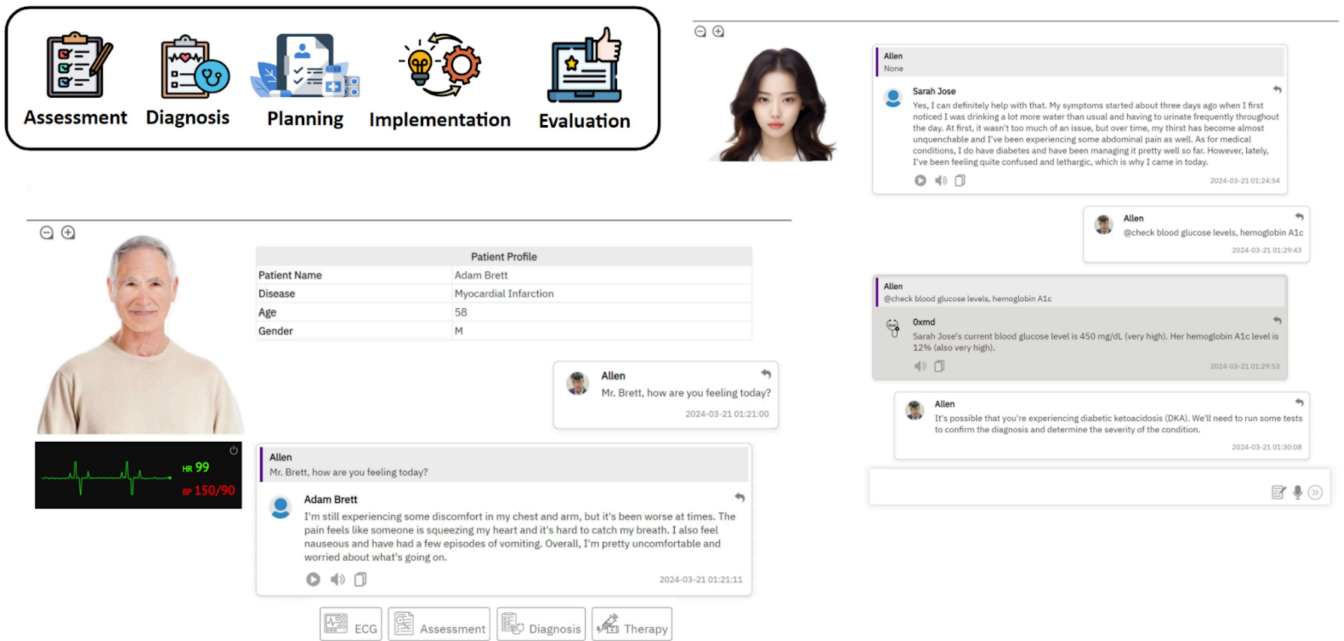 Assessment
Diagnosis
Planning
Implementation
Evaluation
Patient Profile
Patient Name Adam Brett
Disease Myocardial Infarction
Age 58
Gender M
Allen
Mr. Brett, how are you feeling today?
2024-03-21 01:21:00
HR 99
BP 150/90
Allen
Mr. Brett, how are you feeling today?
Adam Brett
I'm still experiencing some discomfort in my chest and arm, but it's been worse at times. The
pain feels like someone is squeezing my heart and it's hard to catch my breath. I also feel
nauseous and have had a few episodes of vomiting. Overall, I'm pretty uncomfortable and
worried about what's going on.
2024-03-21 01:21:11
ECG
Assessment
Diagnosis
Therapy
Allen
None
Sarah Jose
Yes, I can definitely help with that. My symptoms started about three days ago when I first
noticed I was drinking a lot more water than usual and having to urinate frequently throughout
the day. At first, it wasn't too much of an issue, but over time, my thirst has become almost
unquenchable and I've been experiencing some abdominal pain as well. As for medical
conditions, I do have diabetes and have been managing it pretty well so far. However, lately,
I've been feeling quite confused and lethargic, which is why I came in today.
2024-03-21 01:24:54
Allen
@check blood glucose levels, hemoglobin A1c
2024-03-21 01:29:43
Allen
@check blood glucose levels, hemoglobin A1c
0xmd
Sarah Jose's current blood glucose level is 450 mg/dL (very high). Her hemoglobin A1c level is
12% (also very high).
2024-03-21 01:29:53
Allen
It's possible that you're experiencing diabetic ketoacidosis (DKA). We'll need to run some tests
to confirm the diagnosis and determine the severity of the condition.
2024-03-21 01:30:08